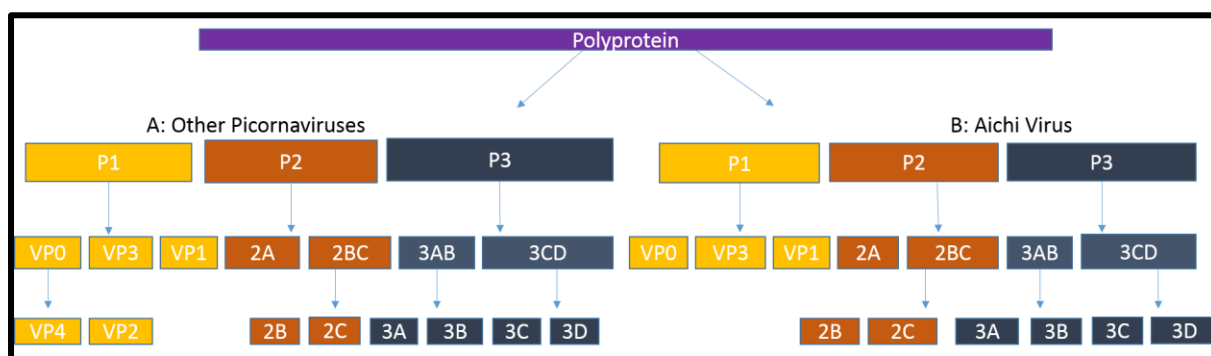 Polyprotein
A: Other Picornaviruses B: Aichi Virus
P1 P2 P3 P1 P2 P3
VP0 VP3 VP1 2A 2BC 3AB 3CD VP0 VP3 VP1 2A 2BC 3AB 3CD
VP4 VP2 2B 2C 3A 3B 3C 3D 2B 2C 3A 3B 3C 3D